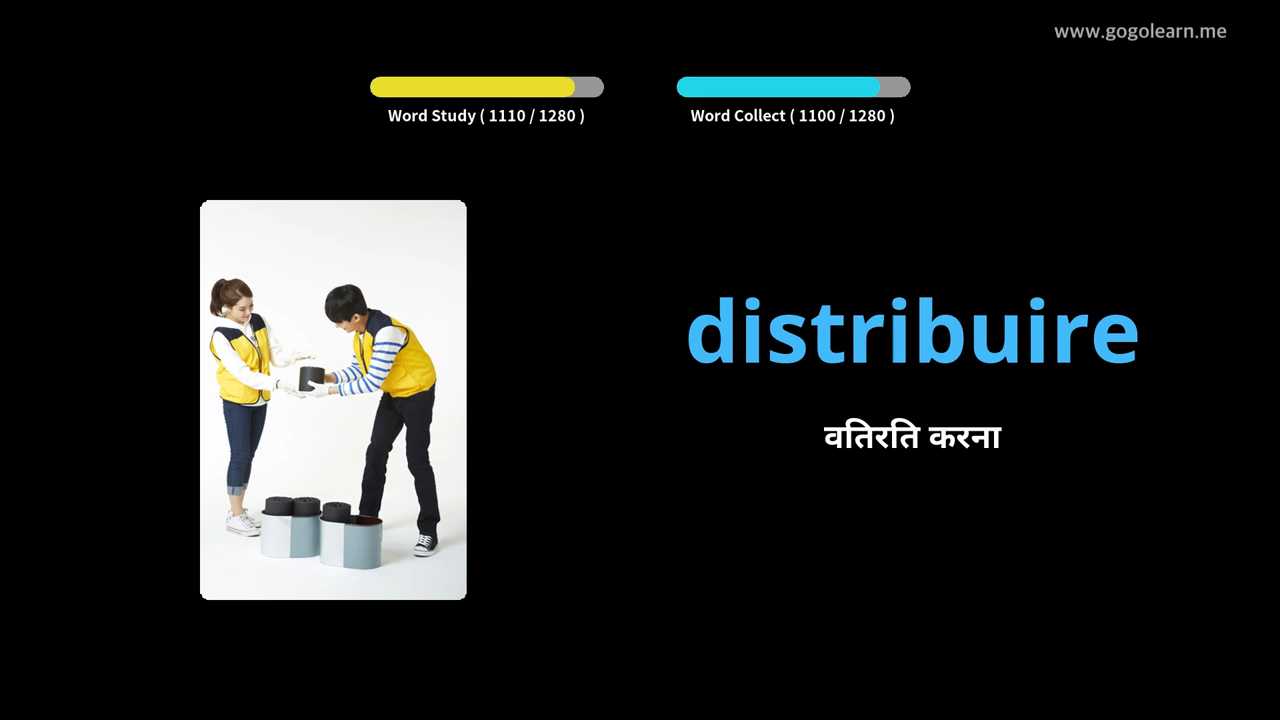 www.gogolearn.me
Word Study ( 1110 / 1280 )
Word Collect ( 1100 / 1280 )
distribuire
वतिरति करना